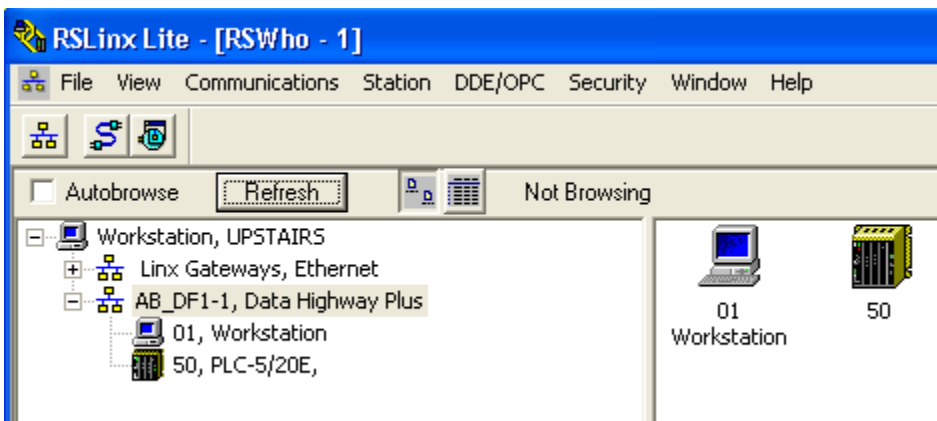 RSLinx Lite - [RSWho - 1]
File View Communications Station DDE/OPC Security Window Help
Autobrowse Refresh Not Browsing
Workstation, UPSTAIRS
Linx Gateways, Ethernet
AB_DF1-1, Data Highway Plus
01, Workstation
50, PLC-5/20E,
01
Workstation
50